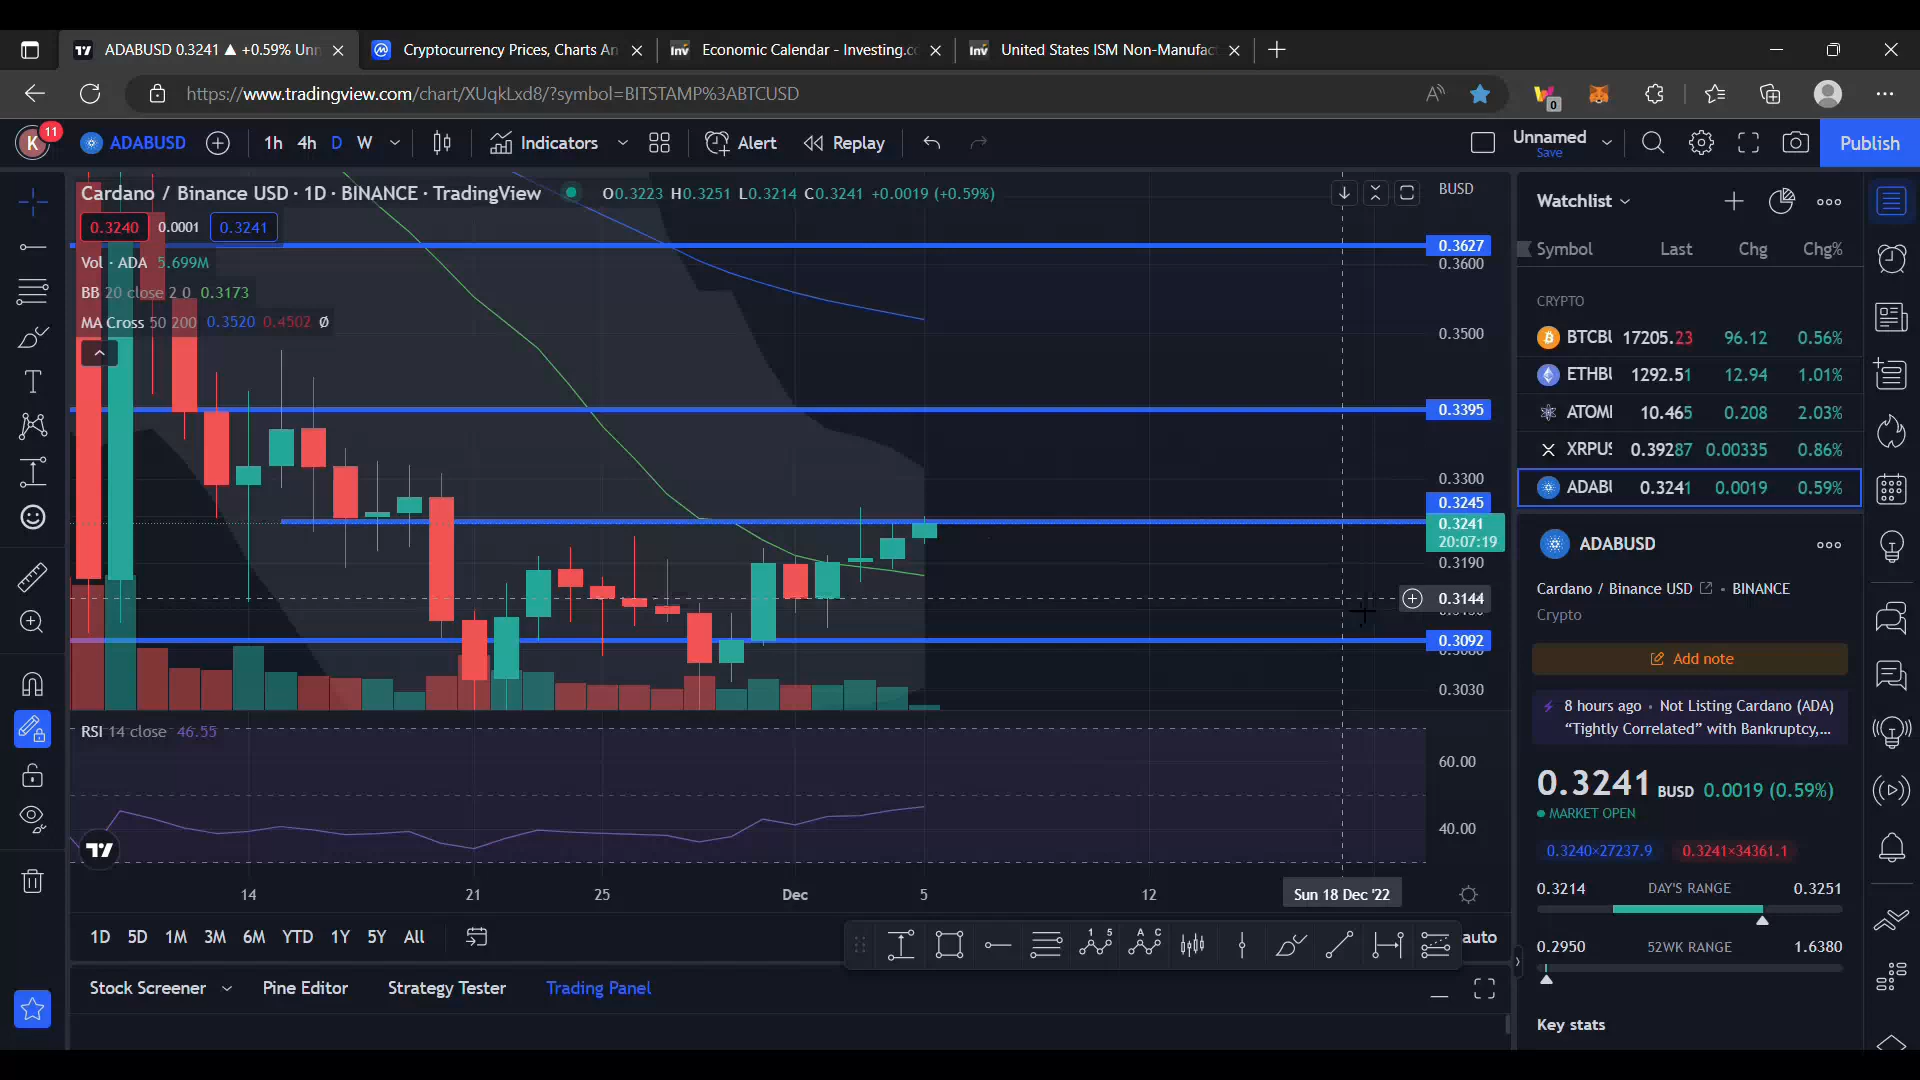 ADABUSD 0.3241 ▲ +0.59% Unn
Cryptocurrency Prices, Charts An
Economic Calendar - Investing.co
United States ISM Non-Manufact
https://www.tradingview.com/chart/XUqkLxd8/?symbol=BITSTAMP%3ABTCUSD
0
K
11
ADABUSD
1h 4h D W
Indicators
Alert
Replay
Unnamed
Save
Publish
Cardano / Binance USD · 1D · BINANCE · TradingView
O0.3223 H0.3251 L0.3214 C0.3241 +0.0019 (+0.59%)
0.3240 0.0001 0.3241
Vol · ADA 5.699M
BB 20 close 2 0 0.3173
MA Cross 50 200 0.3520 0.4502 Ø
BUSD
0.3627
0.3600
0.3500
0.3395
0.3300
0.3245
0.3241
20:07:19
0.3190
0.3144
0.3092
0.3030
RSI 14 close 46.55
60.00
40.00
14 21 25 Dec 5 12 Sun 18 Dec '22
1D 5D 1M 3M 6M YTD 1Y 5Y All
auto
Stock Screener Pine Editor Strategy Tester Trading Panel
Watchlist
Symbol Last Chg Chg%
CRYPTO
BTCBU 17205.23 96.12 0.56%
ETHBU 1292.51 12.94 1.01%
ATOMI 10.465 0.208 2.03%
XRPUS 0.39287 0.00335 0.86%
ADABU 0.3241 0.0019 0.59%
ADABUSD
Cardano / Binance USD • BINANCE
Crypto
Add note
8 hours ago • Not Listing Cardano (ADA)
“Tightly Correlated” with Bankruptcy,...
0.3241 BUSD 0.0019 (0.59%)
MARKET OPEN
0.3240×27237.9 0.3241×34361.1
0.3214 DAY'S RANGE 0.3251
0.2950 52WK RANGE 1.6380
Key stats